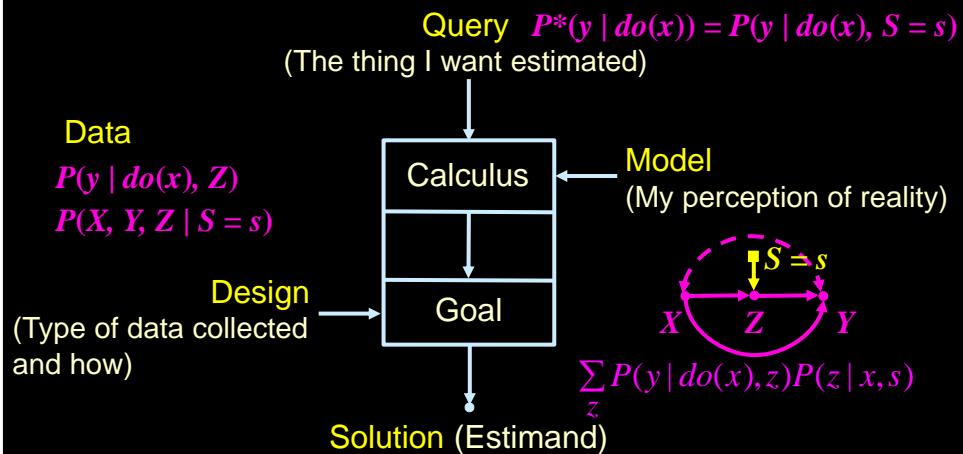 Query P*(y | do(x)) = P(y | do(x), S = s)
(The thing I want estimated)
Data
P(y | do(x), Z)
P(X, Y, Z | S = s)
Calculus
Model
(My perception of reality)
S = s
Design
(Type of data collected
and how)
Goal
X Z Y
∑ P(y | do(x), z)P(z | x, s)
z
Solution (Estimand)